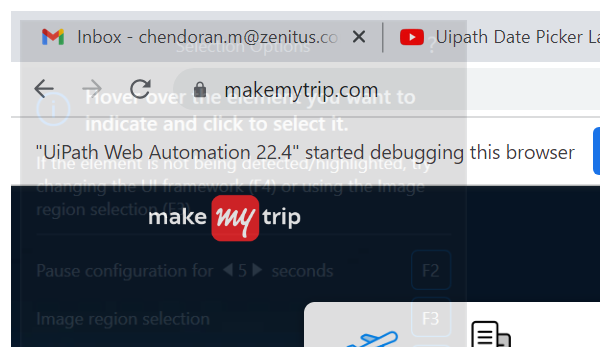 Inbox - chendoran.m@zenitus.co
Uipath Date Picker La
Selection Options
?
makemytrip.com
Hover over the element you want to
indicate and click to select it.
"UiPath Web Automation 22.4" started debugging this browser
If the element is not being detected/highlighted, try
changing the UI framework (F4) or using the Image
region selection (F3)
make my trip
Pause configuration for 5 seconds
F2
Image region selection
F3